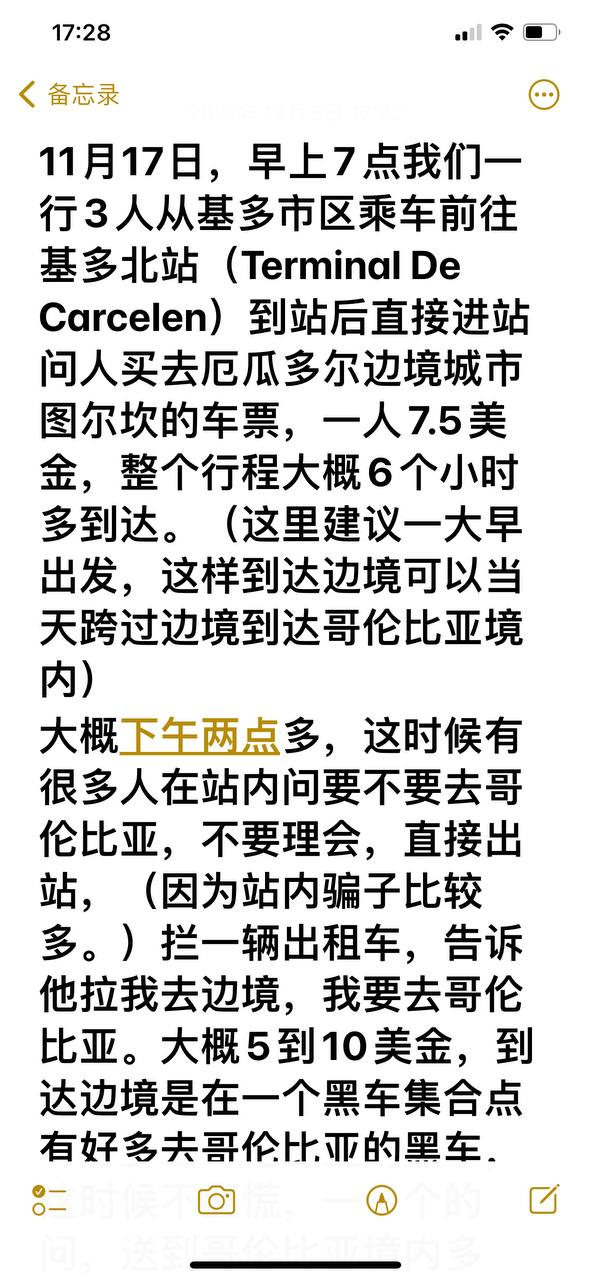 17:28
备忘录
11月17日，早上7点我们一
行3人从基多市区乘车前往
基多北站（Terminal De
Carcelen）到站后直接进站
问人买去厄瓜多尔边境城市
图尔坎的车票，一人7.5美
金，整个行程大概6个小时
多到达。（这里建议一大早
出发，这样到达边境可以当
天跨过边境到达哥伦比亚境
内）
大概下午两点多，这时候有
很多人在站内问要不要去哥
伦比亚，不要理会，直接出
站，（因为站内骗子比较
多。）拦一辆出租车，告诉
他拉我去边境，我要去哥伦
比亚。大概5到10美金，到
达边境是在一个黑车集合点
有好多去哥伦比亚的黑车，
这时候不 慌，一 个的
问，送到哥伦比亚境内多